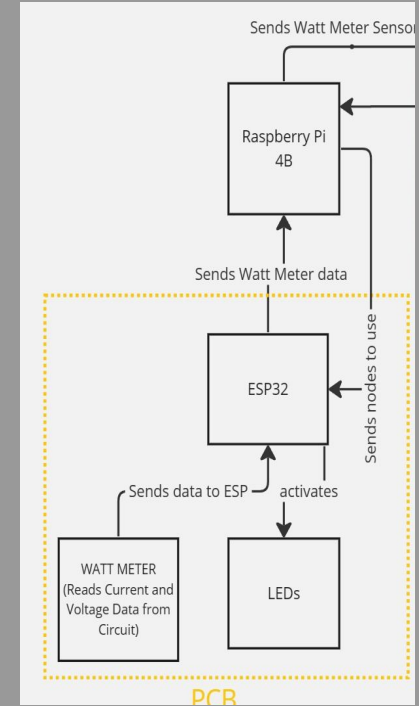 Sends Watt Meter Sensor
Raspberry Pi
4B
Sends Watt Meter data
Sends nodes to use
ESP32
Sends data to ESP
activates
WATT METER
(Reads Current and
Voltage Data from
Circuit)
LEDs
PCB